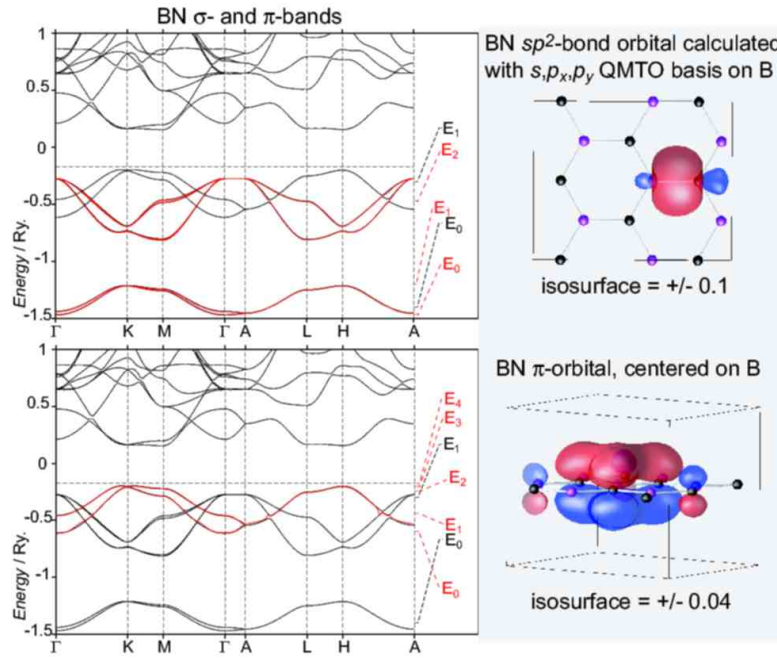 BN σ- and π-bands
1
0.5
0
-0.5
-1
-1.5
Energy / Ry.
Γ K M Γ A L H A
E1
E2
E1
E0
E0
BN sp²-bond orbital calculated
with s,px,py QMTO basis on B
isosurface = +/- 0.1
1
0.5
0
-0.5
-1
-1.5
Energy / Ry.
Γ K M Γ A L H A
E4
E3
E1
E2
E1
E0
E0
BN π-orbital, centered on B
isosurface = +/- 0.04